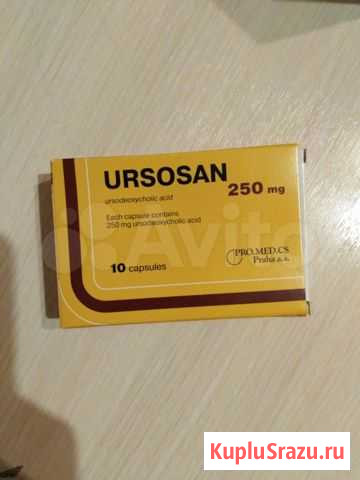 URSOSAN
250 mg
ursodeoxycholic acid
Each capsule contains
250 mg ursodeoxycholic acid
Avito
10 capsules
PRO.MED.CS
Praha a.s.
KupluSrazu.ru